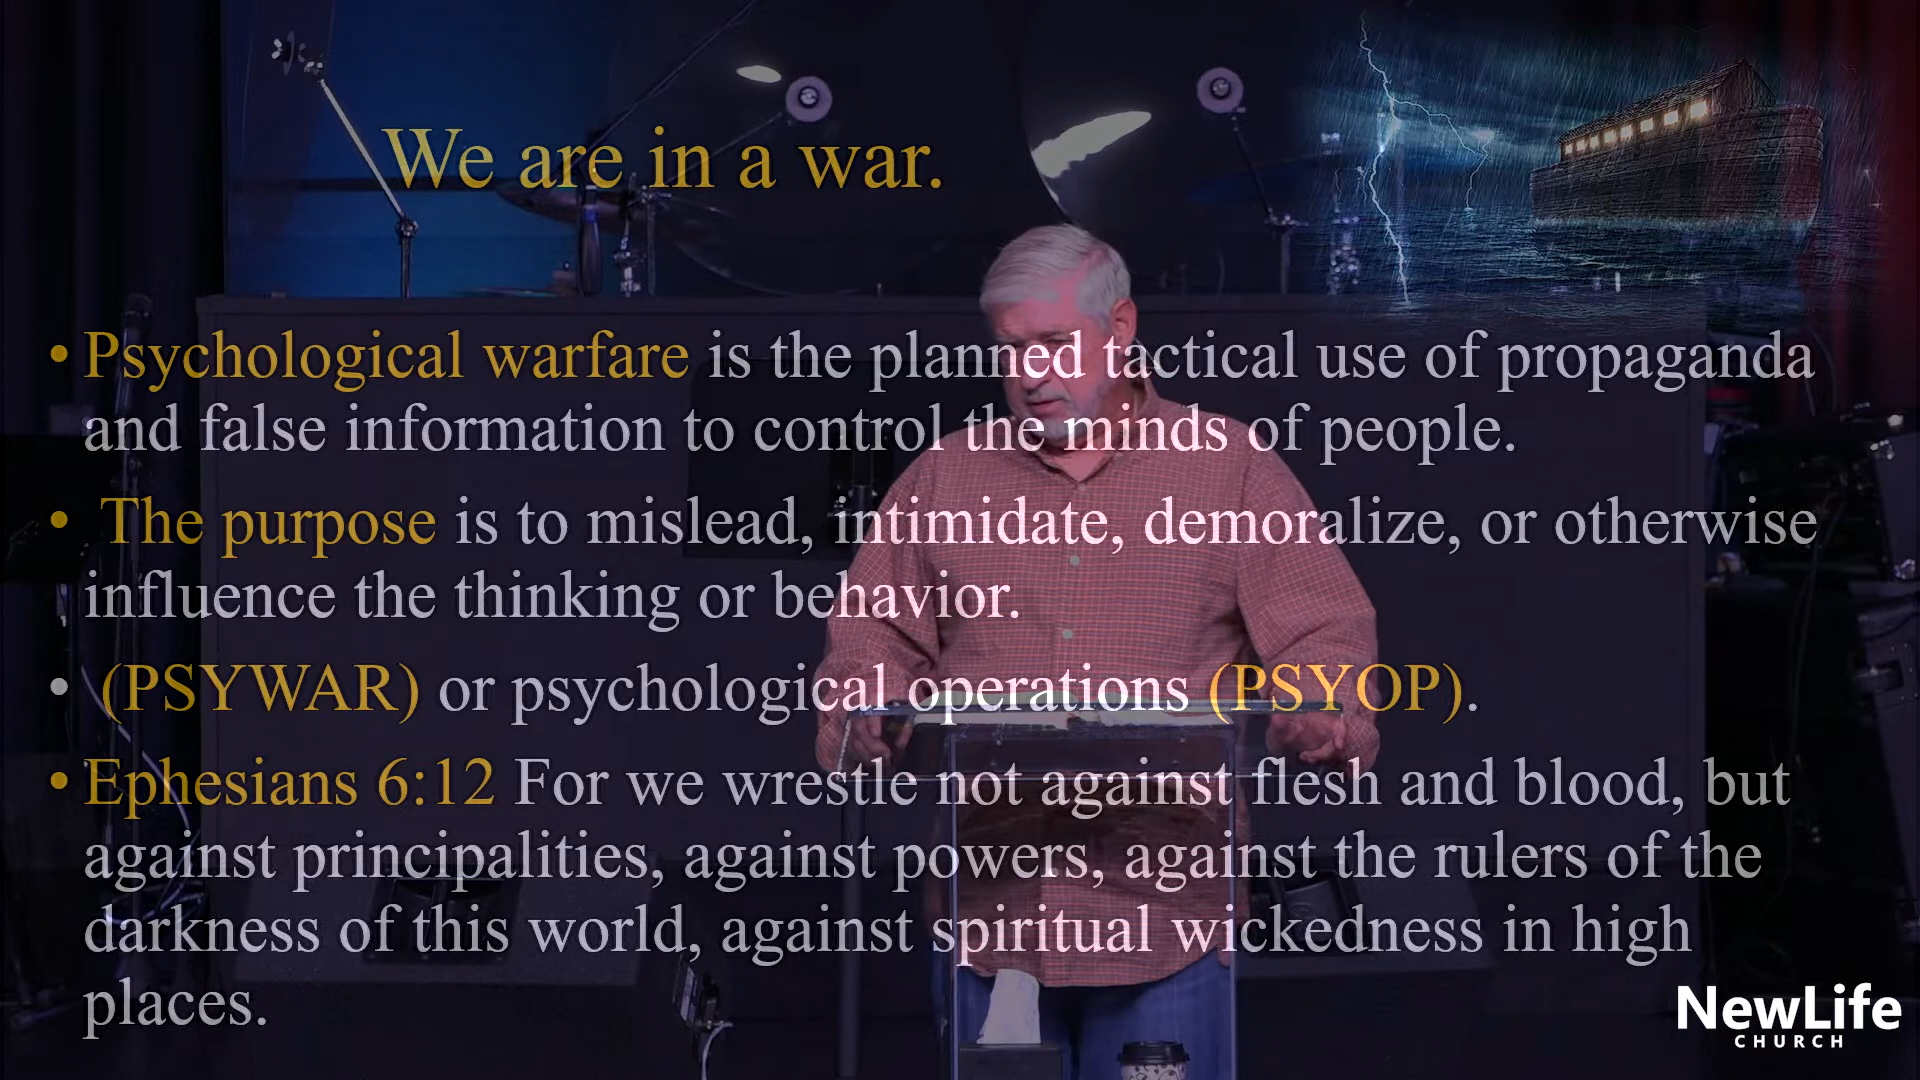 We are in a war.
• Psychological warfare is the planned tactical use of propaganda
and false information to control the minds of people.
• The purpose is to mislead, intimidate, demoralize, or otherwise
influence the thinking or behavior.
• (PSYWAR) or psychological operations (PSYOP).
• Ephesians 6:12 For we wrestle not against flesh and blood, but
against principalities, against powers, against the rulers of the
darkness of this world, against spiritual wickedness in high
places.
NewLife
CHURCH